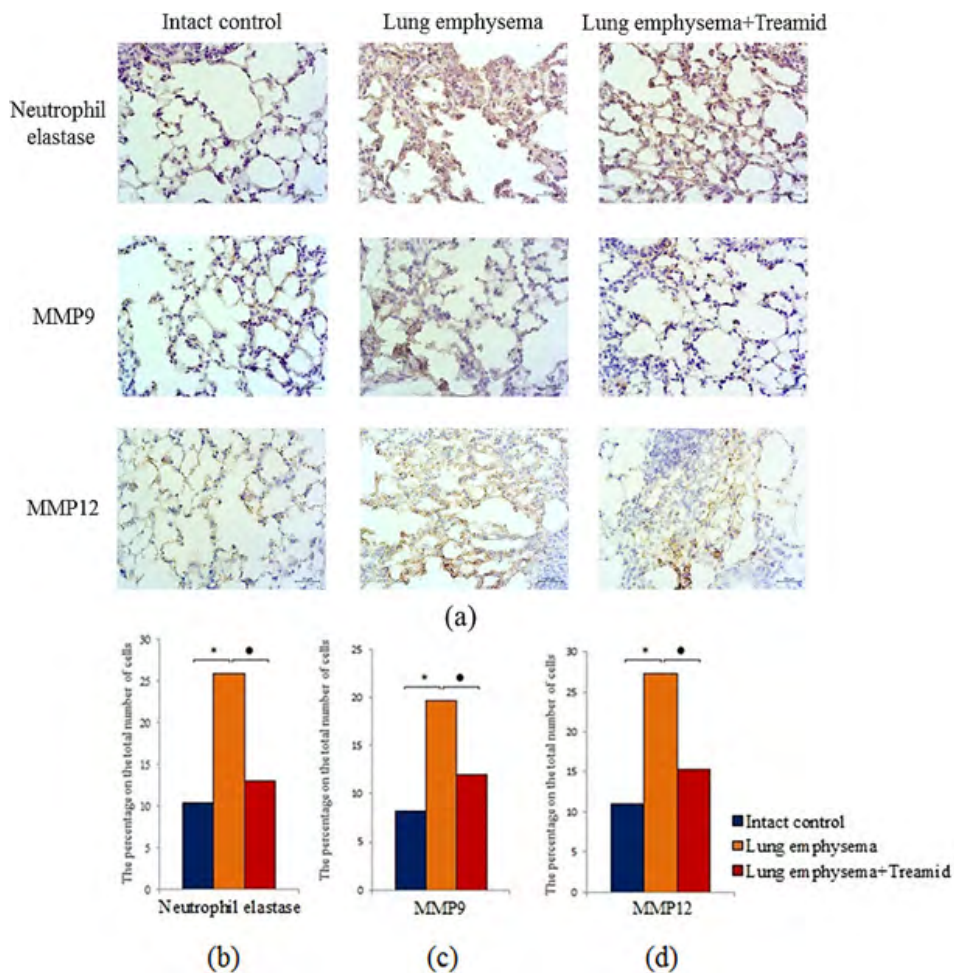 Intact control
Lung emphysema
Lung emphysema+Treamid
Neutrophil
elastase
MMP9
MMP12
(a)
The percentage on the total number of cells
30
25
20
15
10
5
0
*
●
Neutrophil elastase
(b)
The percentage on the total number of cells
25
20
15
10
5
0
*
●
MMP9
(c)
The percentage on the total number of cells
30
25
20
15
10
5
0
*
●
MMP12
(d)
Intact control
Lung emphysema
Lung emphysema+Treamid